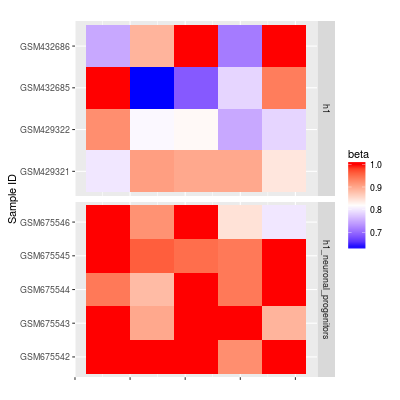 GSM432686
GSM432685
GSM429322
GSM429321
h1
GSM675546
GSM675545
GSM675544
GSM675543
GSM675542
h1_neuronal_progenitors
Sample ID
beta
1.0
0.9
0.8
0.7